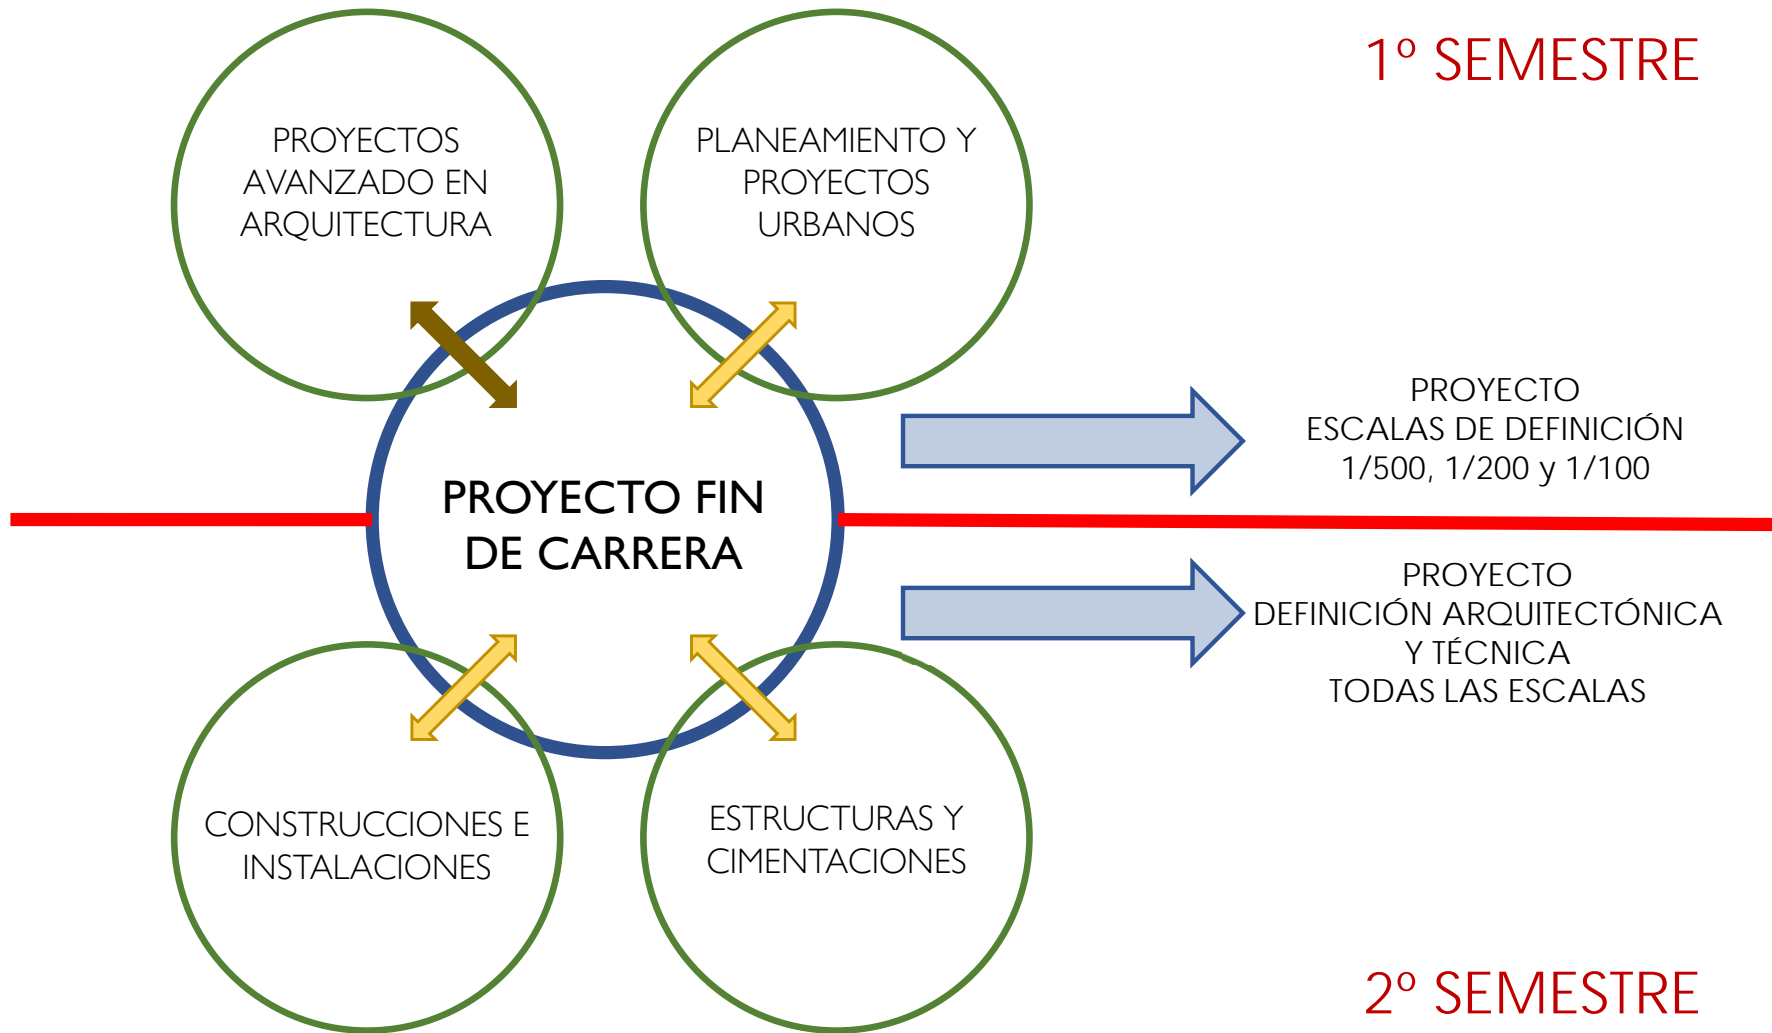 1º SEMESTRE
PROYECTOS
AVANZADO EN
ARQUITECTURA
PLANEAMIENTO Y
PROYECTOS
URBANOS
PROYECTO
ESCALAS DE DEFINICIÓN
1/500, 1/200 y 1/100
PROYECTO FIN
DE CARRERA
PROYECTO
DEFINICIÓN ARQUITECTÓNICA
Y TÉCNICA
TODAS LAS ESCALAS
CONSTRUCCIONES E
INSTALACIONES
ESTRUCTURAS Y
CIMENTACIONES
2º SEMESTRE